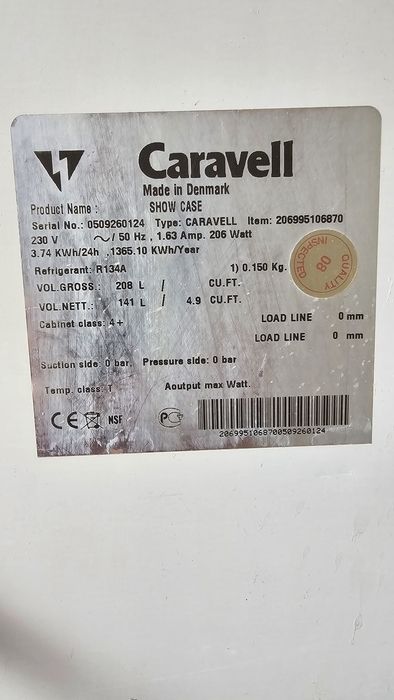 Caravell
Made in Denmark
Product Name : SHOW CASE
Serial No.: 0509260124 Type: CARAVELL Item: 206995106870
230 V ~/ 50 Hz , 1.63 Amp. 206 Watt
3.74 KWh/24h ,1365.10 KWh/Year
Refrigerant: R134A 1) 0.150 Kg.
VOL.GROSS.: 208 L / CU.FT.
VOL.NETT.: 141 L / 4.9 CU.FT.
Cabinet class: 4+ LOAD LINE 0 mm
LOAD LINE 0 mm
Suction side: 0 bar. Pressure side: 0 bar
Temp. class: T Aoutput max Watt.
CE NSF PC
2069951068700509260124
INSPECTED
80
QUALITY